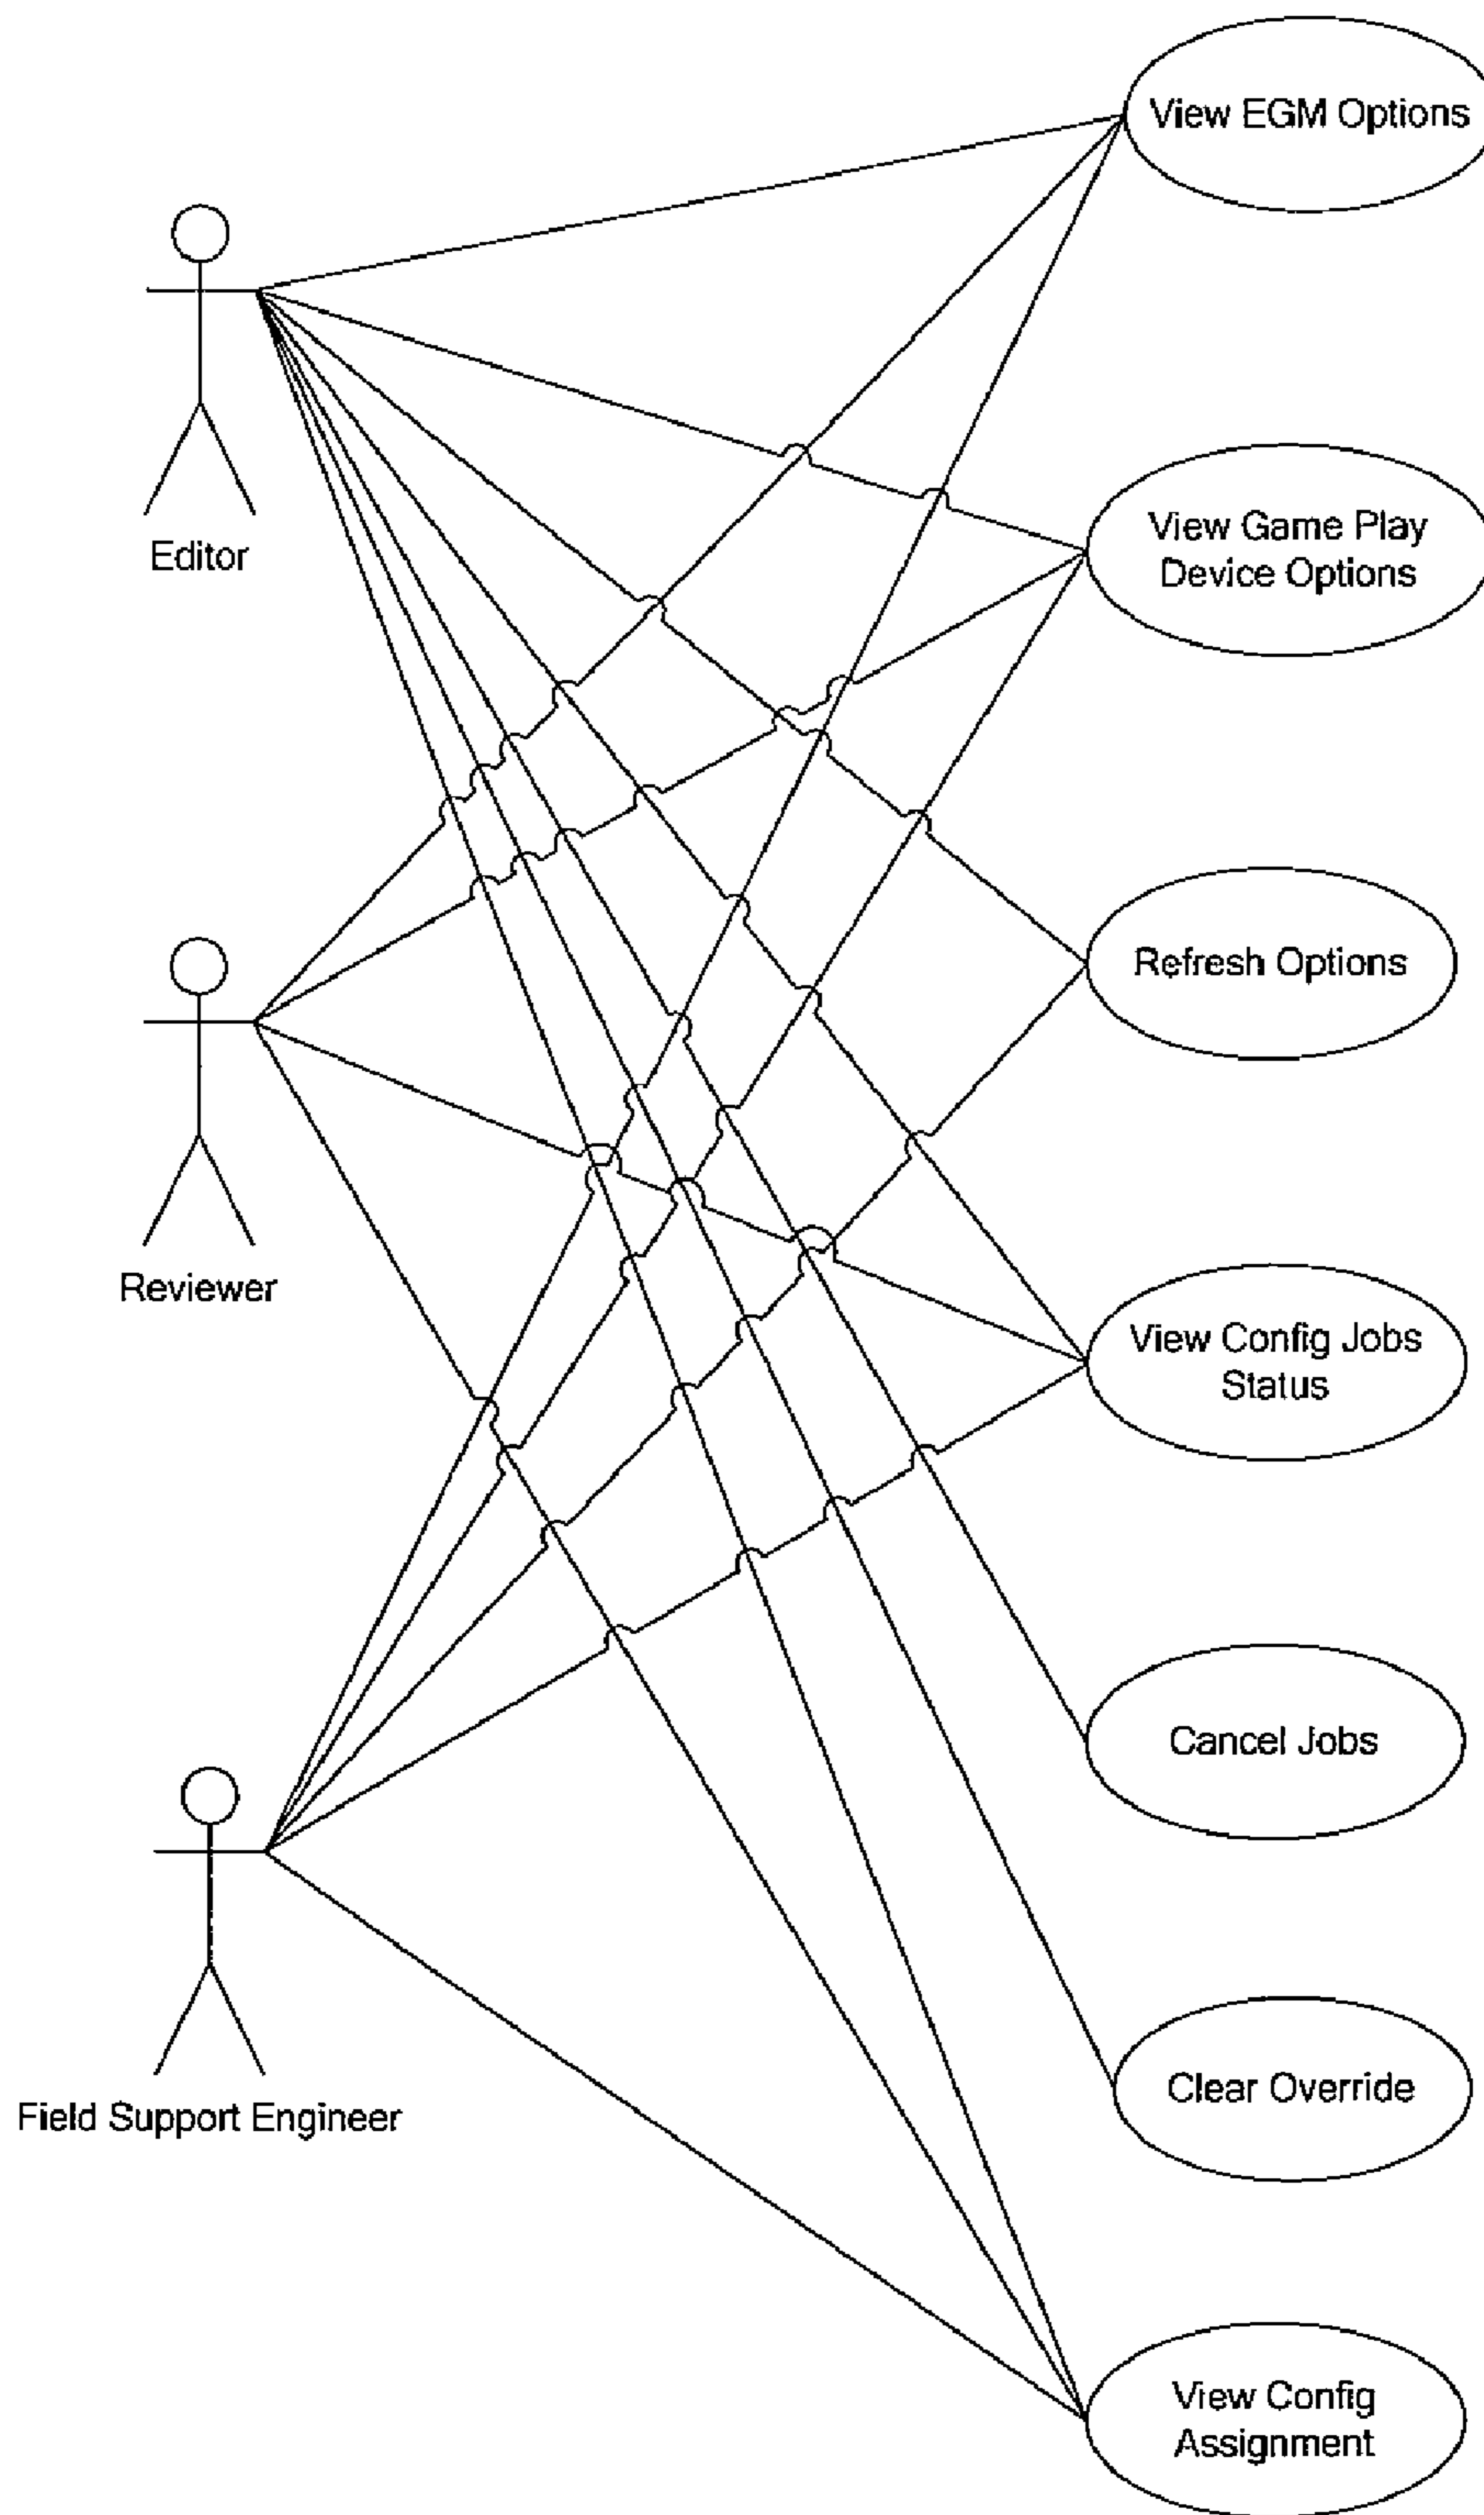 View EGM Options
Editor
View Game Play
Device Options
Refresh Options
Reviewer
View Config Jobs
Status
Cancel Jobs
Clear Override
Field Support Engineer
View Config
Assignment